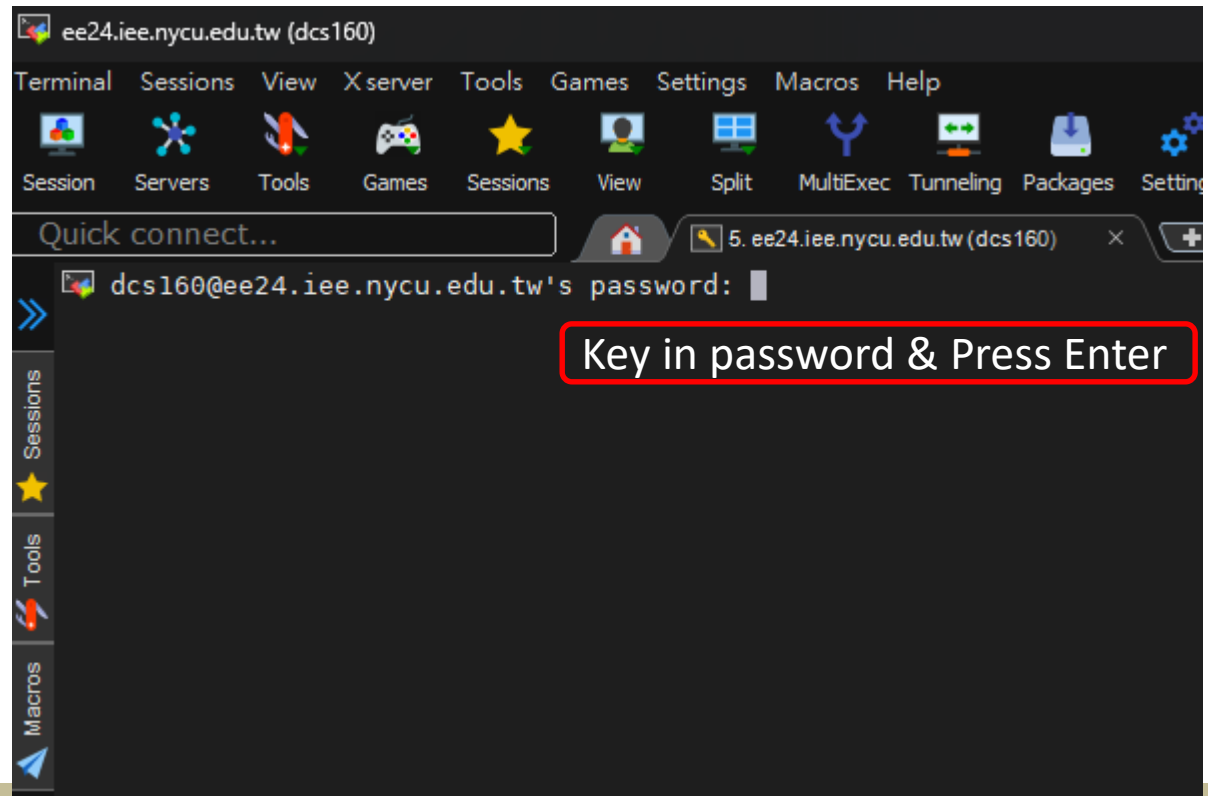 ee24.iee.nycu.edu.tw (dcs160)
Terminal Sessions View X server Tools Games Settings Macros Help
Session Servers Tools Games Sessions View Split MultiExec Tunneling Packages Setting
Quick connect... 5. ee24.iee.nycu.edu.tw (dcs160)
dcs160@ee24.iee.nycu.edu.tw's password:
Key in password & Press Enter
Sessions
Tools
Macros